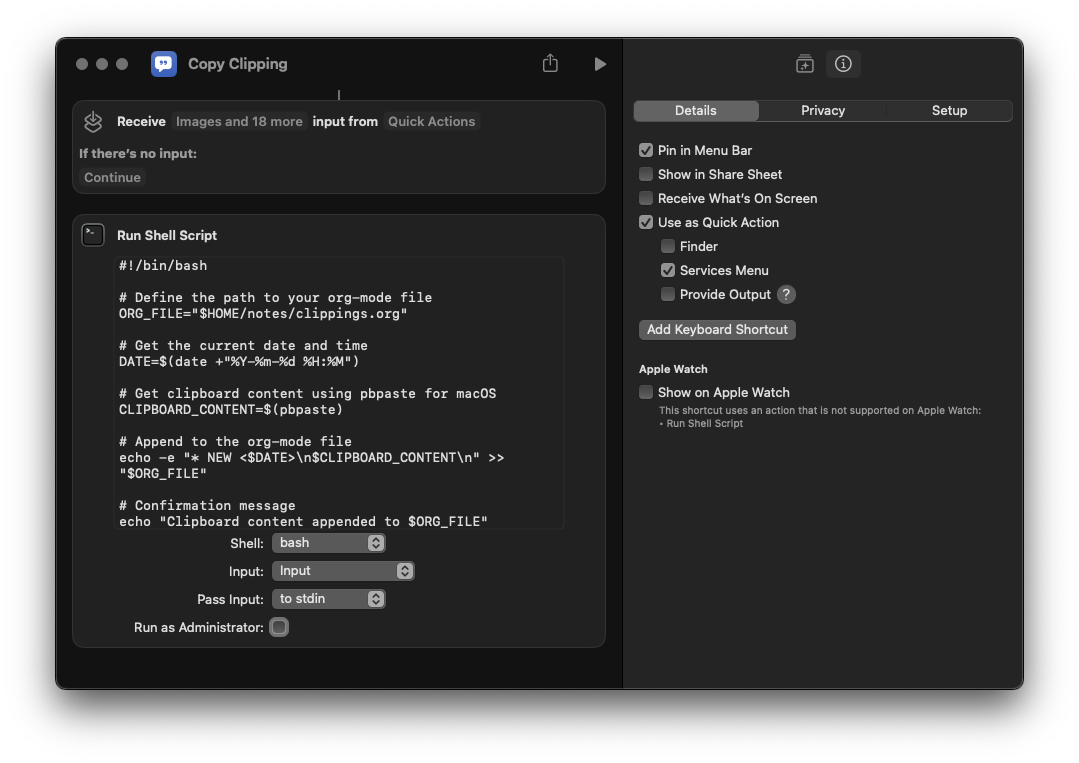 Copy Clipping
Receive Images and 18 more input from Quick Actions
If there's no input:
Continue
Run Shell Script
#!/bin/bash
# Define the path to your org-mode file
ORG_FILE="$HOME/notes/clippings.org"
# Get the current date and time
DATE=$(date +"%Y-%m-%d %H:%M")
# Get clipboard content using pbpaste for macOS
CLIPBOARD_CONTENT=$(pbpaste)
# Append to the org-mode file
echo -e "* NEW <$DATE>\n$CLIPBOARD_CONTENT\n" >>
"$ORG_FILE"
# Confirmation message
echo "Clipboard content appended to $ORG_FILE"
Shell: bash
Input: Input
Pass Input: to stdin
Run as Administrator:
Details Privacy Setup
Pin in Menu Bar
Show in Share Sheet
Receive What's On Screen
Use as Quick Action
Finder
Services Menu
Provide Output ?
Add Keyboard Shortcut
Apple Watch
Show on Apple Watch
This shortcut uses an action that is not supported on Apple Watch:
• Run Shell Script